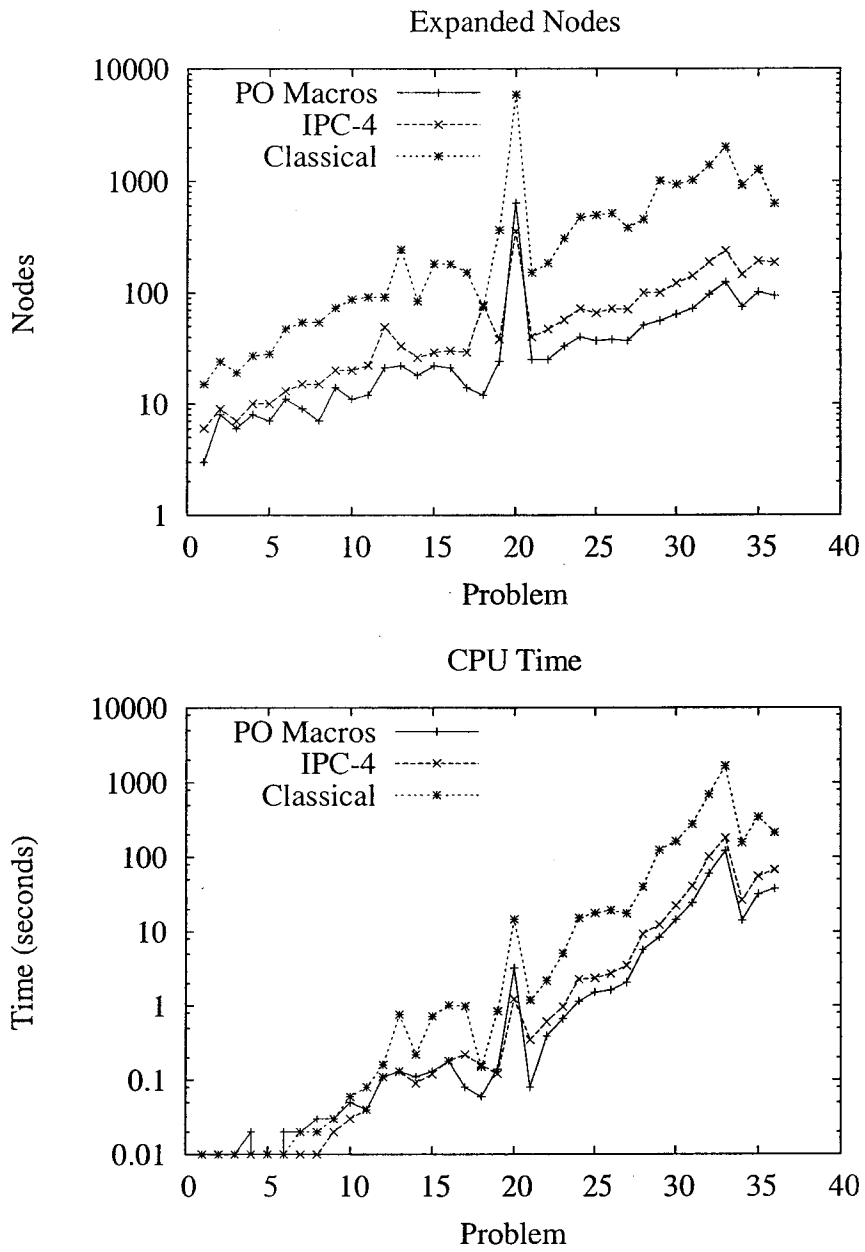 Expanded Nodes
10000
1000
100
10
1
Nodes
PO Macros
IPC-4
Classical
0 5 10 15 20 25 30 35 40
Problem
CPU Time
10000
1000
100
10
1
0.1
0.01
Time (seconds)
PO Macros
IPC-4
Classical
0 5 10 15 20 25 30 35 40
Problem